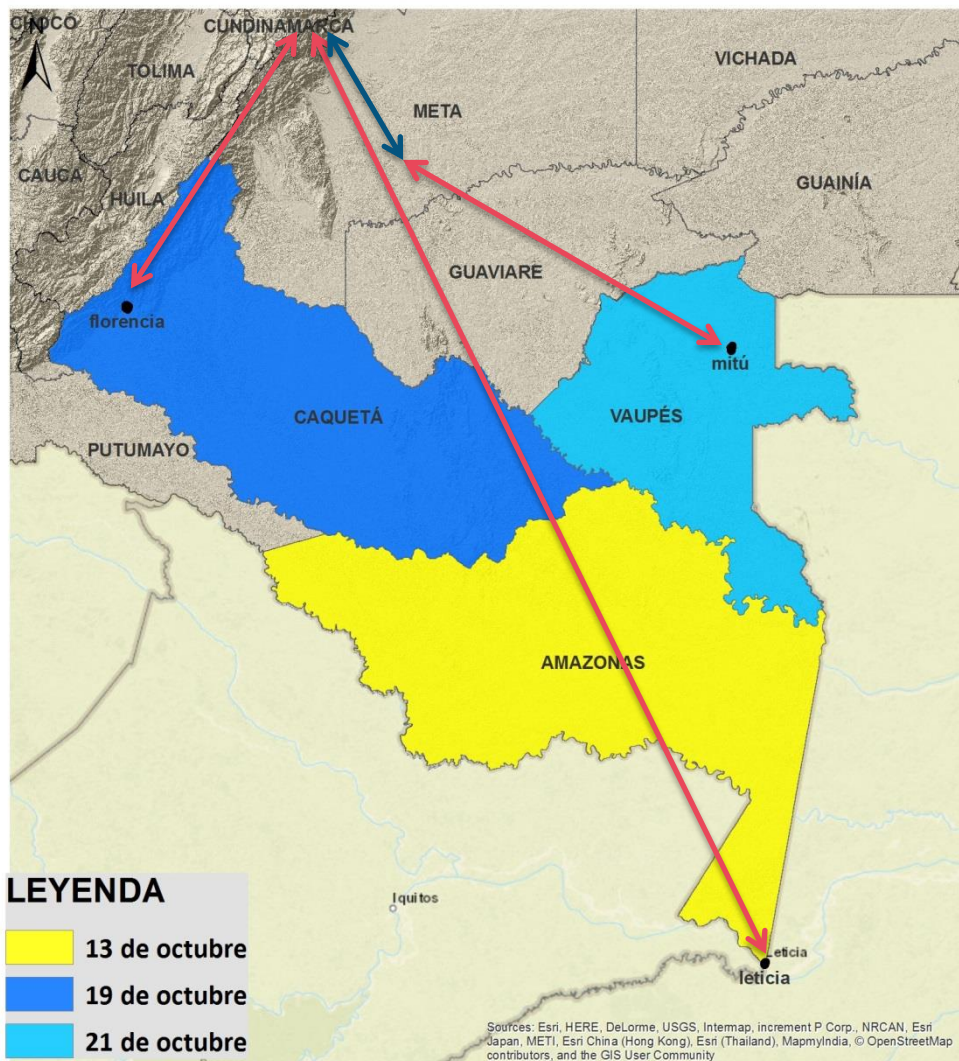 CHOCÓ
N
CUNDINAMARCA
TOLIMA
VICHADA
META
CAUCA
HUILA
GUAINÍA
GUAVIARE
florencia
mitú
CAQUETÁ
VAUPÉS
PUTUMAYO
AMAZONAS
LEYENDA
13 de octubre
19 de octubre
21 de octubre
Iquitos
Leticia
leticia
Sources: Esri, HERE, DeLorme, USGS, Intermap, increment P Corp., NRCAN, Esri
Japan, METI, Esri China (Hong Kong), Esri (Thailand), MapmyIndia, © OpenStreetMap
contributors, and the GIS User Community